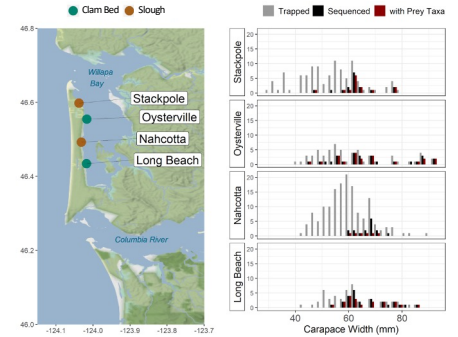 Clam Bed Slough
Trapped Sequenced with Prey Taxa
46.8
46.6
46.4
46.2
46.0
Willapa
Bay
Stackpole
Oysterville
Nahcotta
Long Beach
Columbia River
-124.1 -124.0 -123.9 -123.8 -123.7
Stackpole
20
15
10
5
0
Oysterville
20
15
10
5
0
Nahcotta
20
15
10
5
0
Long Beach
20
15
10
5
0
40 60 80
Carapace Width (mm)